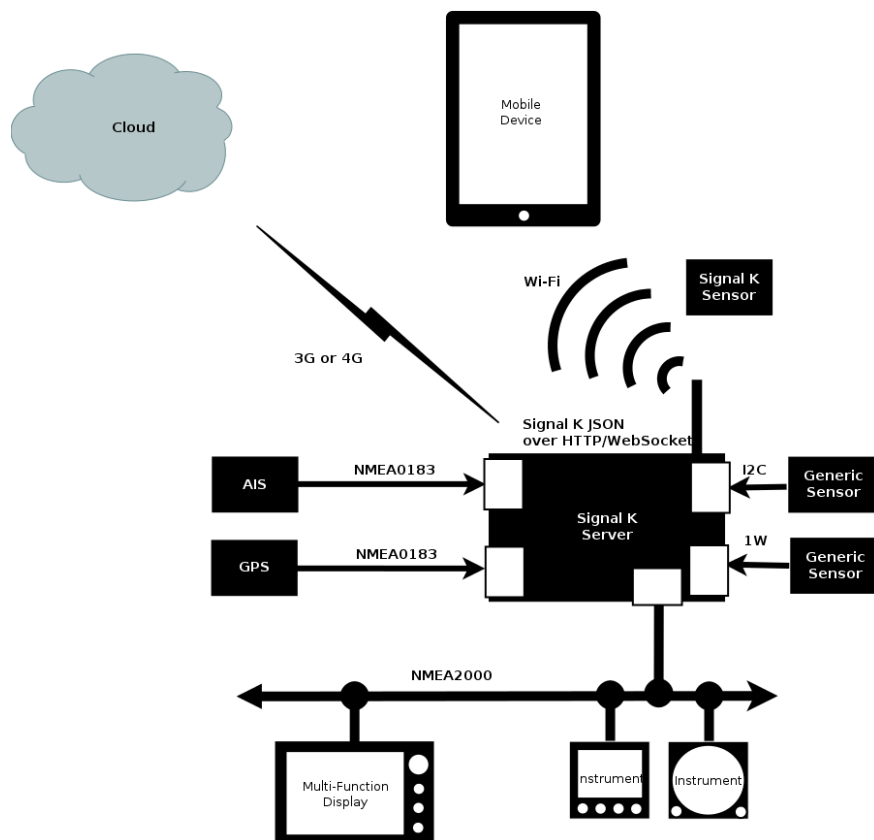 Cloud
Mobile
Device
Wi-Fi
Signal K
Sensor
3G or 4G
Signal K JSON
over HTTP/WebSocket
AIS
NMEA0183
Signal K
Server
I2C
Generic
Sensor
GPS
NMEA0183
1W
Generic
Sensor
NMEA2000
Multi-Function
Display
Instrument
Instrument